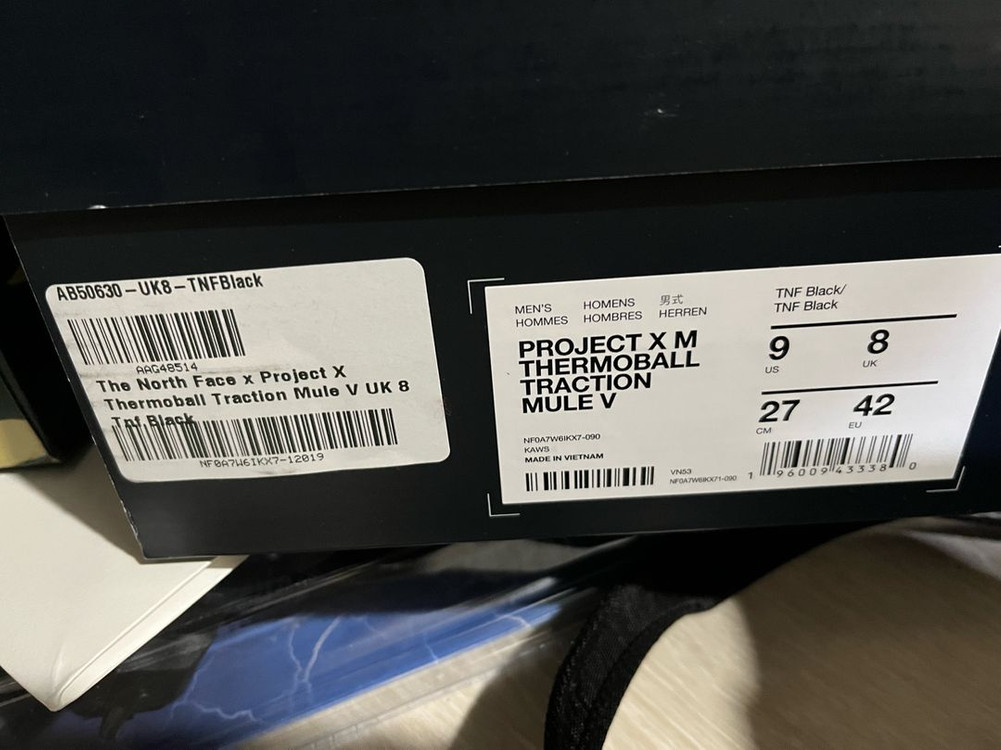 AB50630-UK8-TNFBlack
AAG48514
The North Face x Project X
Thermoball Traction Mule V UK 8
Tnf Black
NF0A7W6IKX7-12019
MEN'S HOMENS 男式
HOMMES HOMBRES HERREN
PROJECT X M
THERMOBALL
TRACTION
MULE V
NF0A7W6IKX7-090
KAWS
MADE IN VIETNAM
VN53
NF0A7W6IKX71-090
TNF Black/
TNF Black
9 8
US UK
27 42
CM EU
1 96009 43338 0